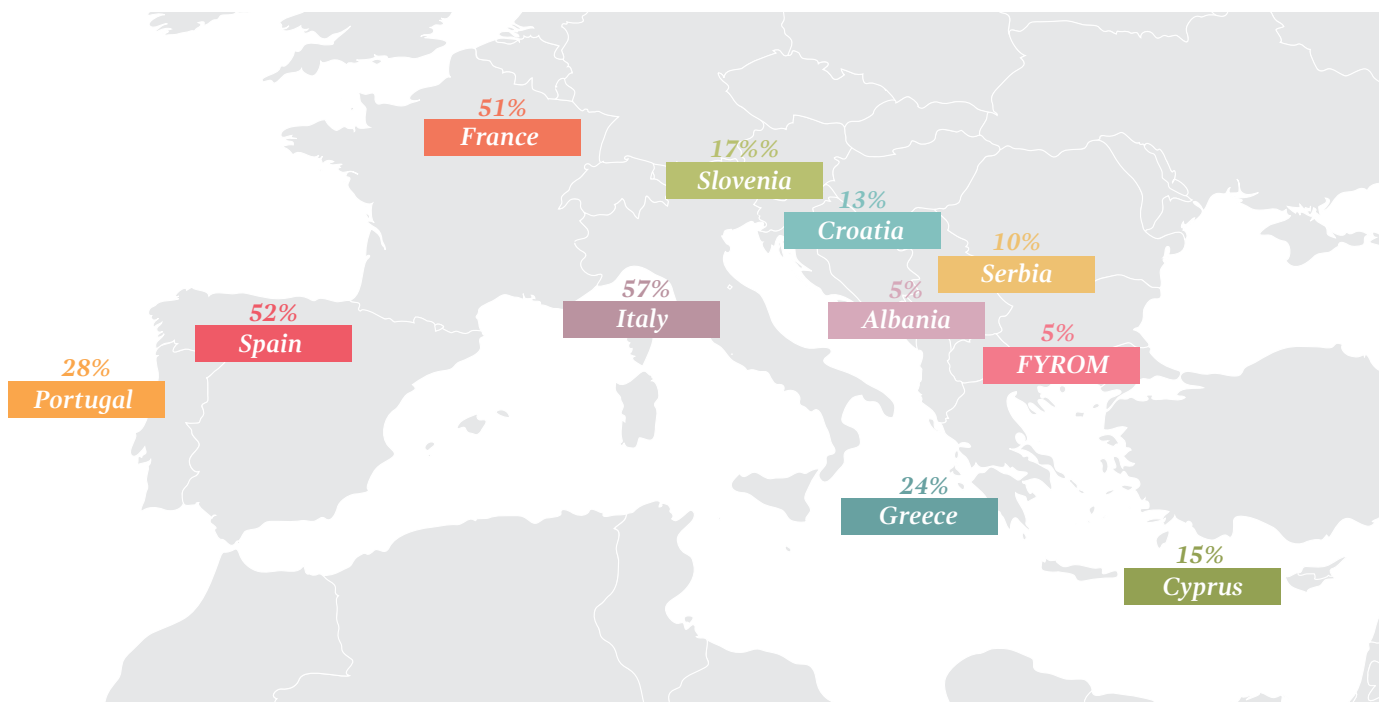 51%
France
17%%
Slovenia
13%
Croatia
10%
Serbia
57%
Italy
5%
Albania
52%
Spain
5%
FYROM
28%
Portugal
24%
Greece
15%
Cyprus